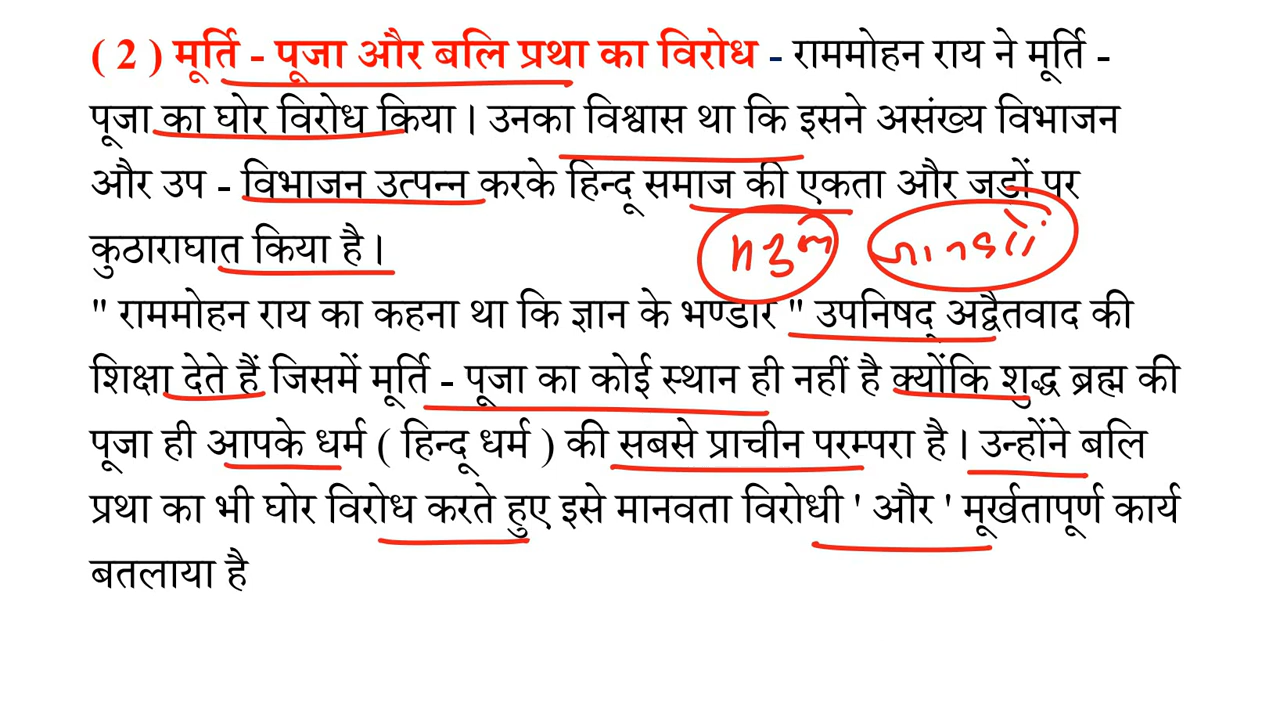 ( 2 ) मूर्ति - पूजा और बलि प्रथा का विरोध - राममोहन राय ने मूर्ति -
पूजा का घोर विरोध किया। उनका विश्वास था कि इसने असंख्य विभाजन
और उप - विभाजन उत्पन्न करके हिन्दू समाज की एकता और जड़ों पर
कुठाराघात किया है।
" राममोहन राय का कहना था कि ज्ञान के भण्डार " उपनिषद् अद्वैतवाद की
शिक्षा देते हैं जिसमें मूर्ति - पूजा का कोई स्थान ही नहीं है क्योंकि शुद्ध ब्रह्म की
पूजा ही आपके धर्म ( हिन्दू धर्म ) की सबसे प्राचीन परम्परा है। उन्होंने बलि
प्रथा का भी घोर विरोध करते हुए इसे मानवता विरोधी ' और ' मूर्खतापूर्ण कार्य
बतलाया है